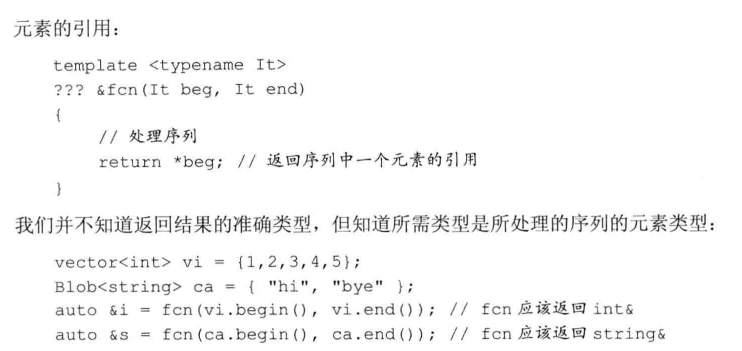 元素的引用：
template <typename It>
??? &fcn(It beg, It end)
{
// 处理序列
return *beg; // 返回序列中一个元素的引用
}
我们并不知道返回结果的准确类型，但知道所需类型是所处理的序列的元素类型：
vector<int> vi = {1,2,3,4,5};
Blob<string> ca = { "hi", "bye" };
auto &i = fcn(vi.begin(), vi.end()); // fcn 应该返回 int&
auto &s = fcn(ca.begin(), ca.end()); // fcn 应该返回 string&